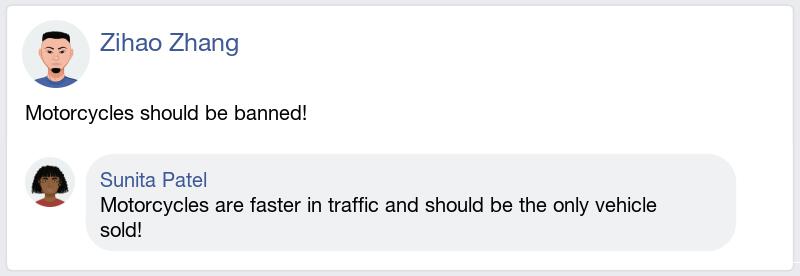 Zihao Zhang
Motorcycles should be banned!
Sunita Patel
Motorcycles are faster in traffic and should be the only vehicle
sold!